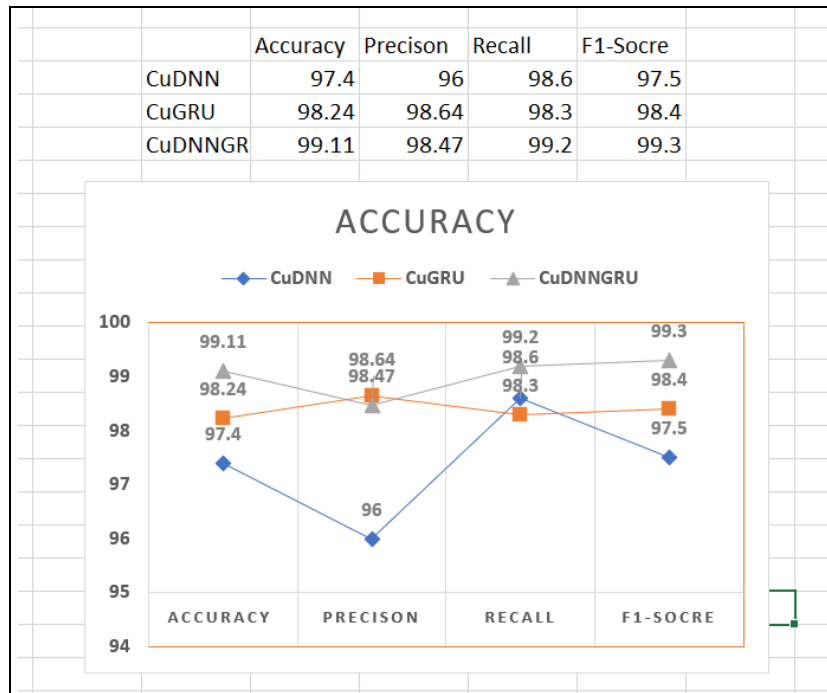 Accuracy Precison Recall F1-Socre
CuDNN 97.4 96 98.6 97.5
CuGRU 98.24 98.64 98.3 98.4
CuDNNGR 99.11 98.47 99.2 99.3
ACCURACY
CuDNN CuGRU CuDNNGRU
100
99.11 98.64 99.2 99.3
99 98.47 98.6
98.24 98.3 98.4
98 97.4 97.5
97
96 96
95
ACCURACY PRECISON RECALL F1-SOCRE
94